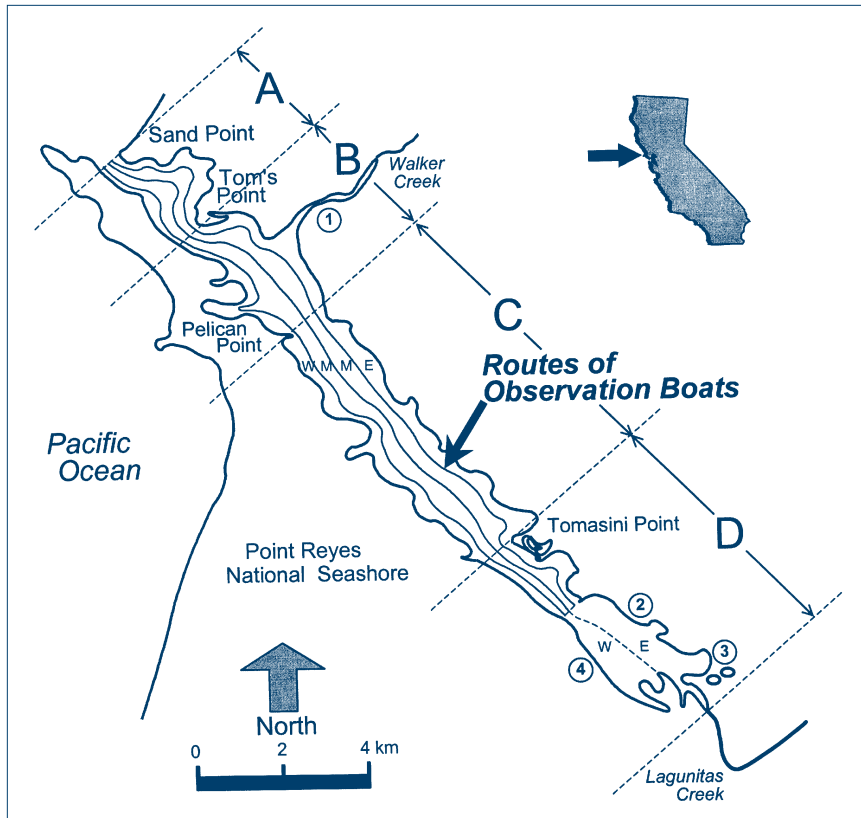 A
Sand Point
B
Walker
Creek
Tom's
Point
1
C
Pelican
Point
W M M E
Routes of
Observation Boats
Pacific
Ocean
Tomasini Point
D
Point Reyes
National Seashore
2
W E
3
4
North
0 2 4 km
Lagunitas
Creek